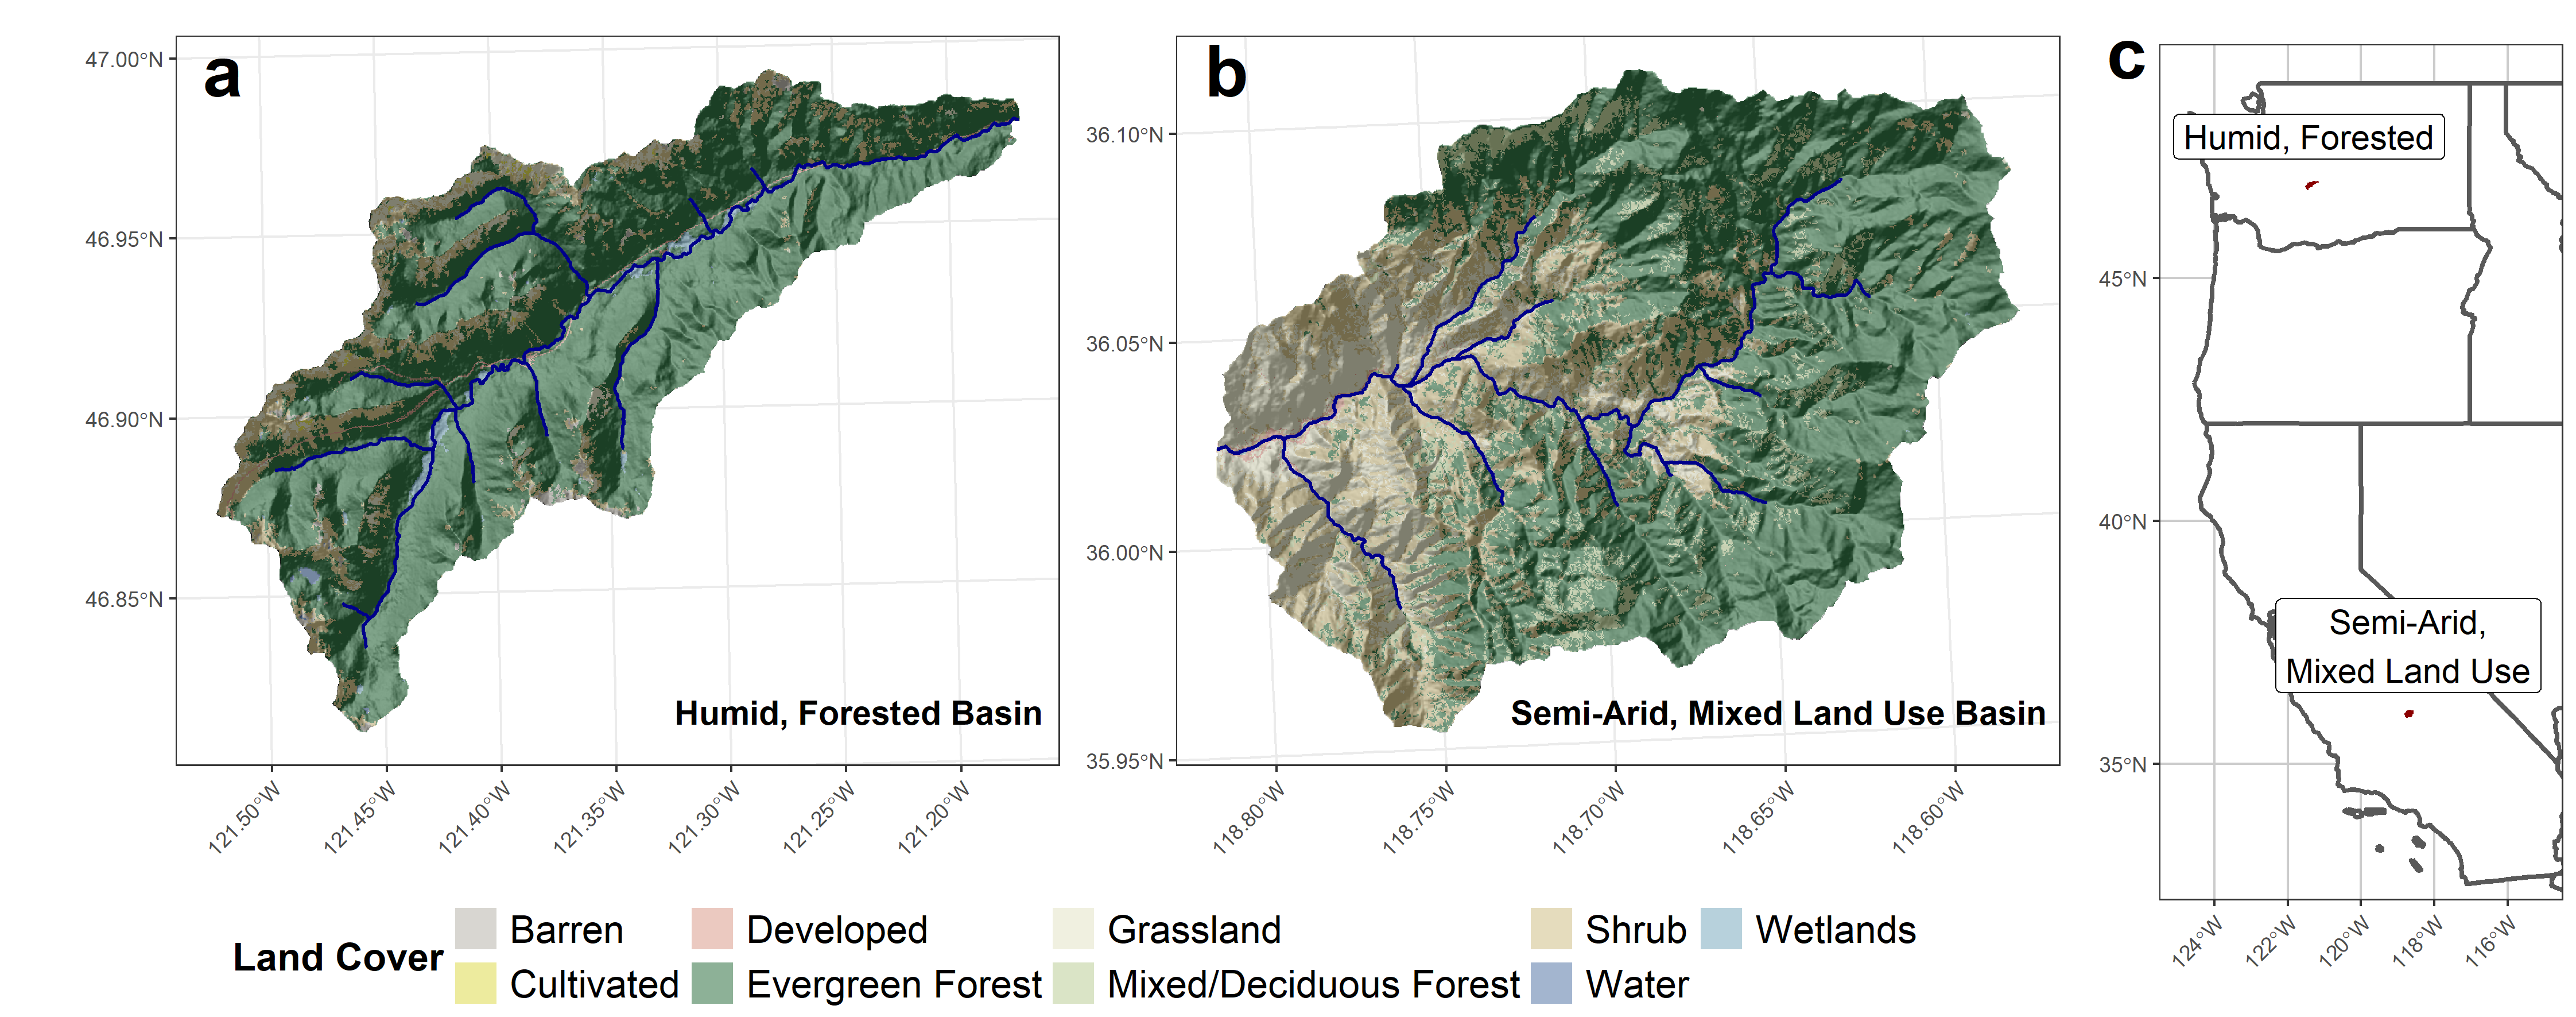 a
47.00°N
46.95°N
46.90°N
46.85°N
121.50°W
121.45°W
121.40°W
121.35°W
121.30°W
121.25°W
121.20°W
Humid, Forested Basin
b
36.10°N
36.05°N
36.00°N
35.95°N
118.80°W
118.75°W
118.70°W
118.65°W
118.60°W
Semi-Arid, Mixed Land Use Basin
c
Humid, Forested
45°N
40°N
35°N
Semi-Arid,
Mixed Land Use
124°W
122°W
120°W
118°W
116°W
Land Cover
Barren
Developed
Grassland
Shrub
Wetlands
Cultivated
Evergreen Forest
Mixed/Deciduous Forest
Water